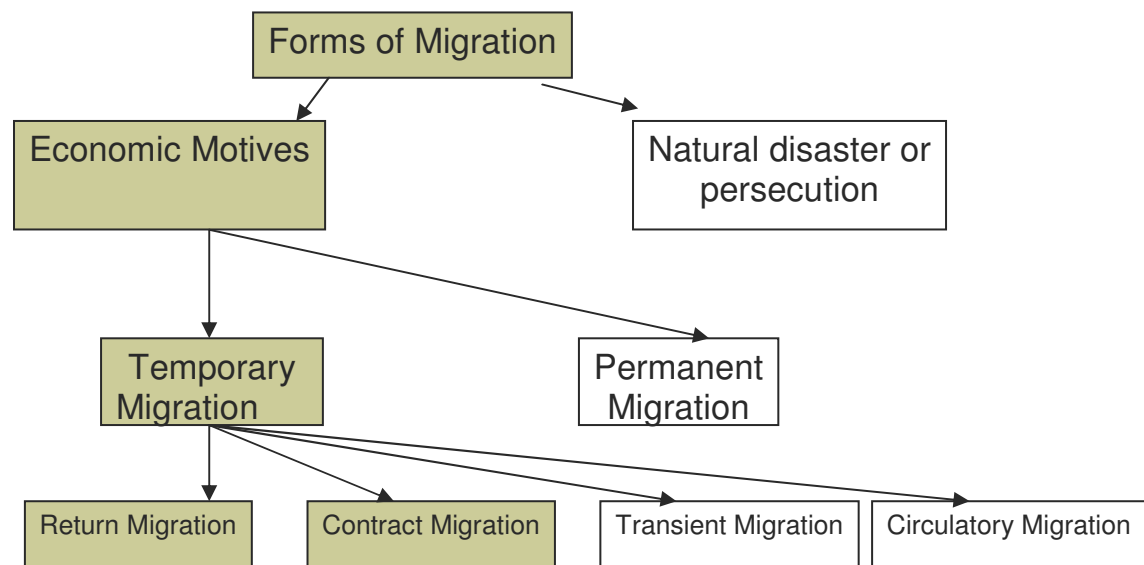 Forms of Migration
Economic Motives
Natural disaster or
persecution
Temporary
Migration
Permanent
Migration
Return Migration
Contract Migration
Transient Migration
Circulatory Migration